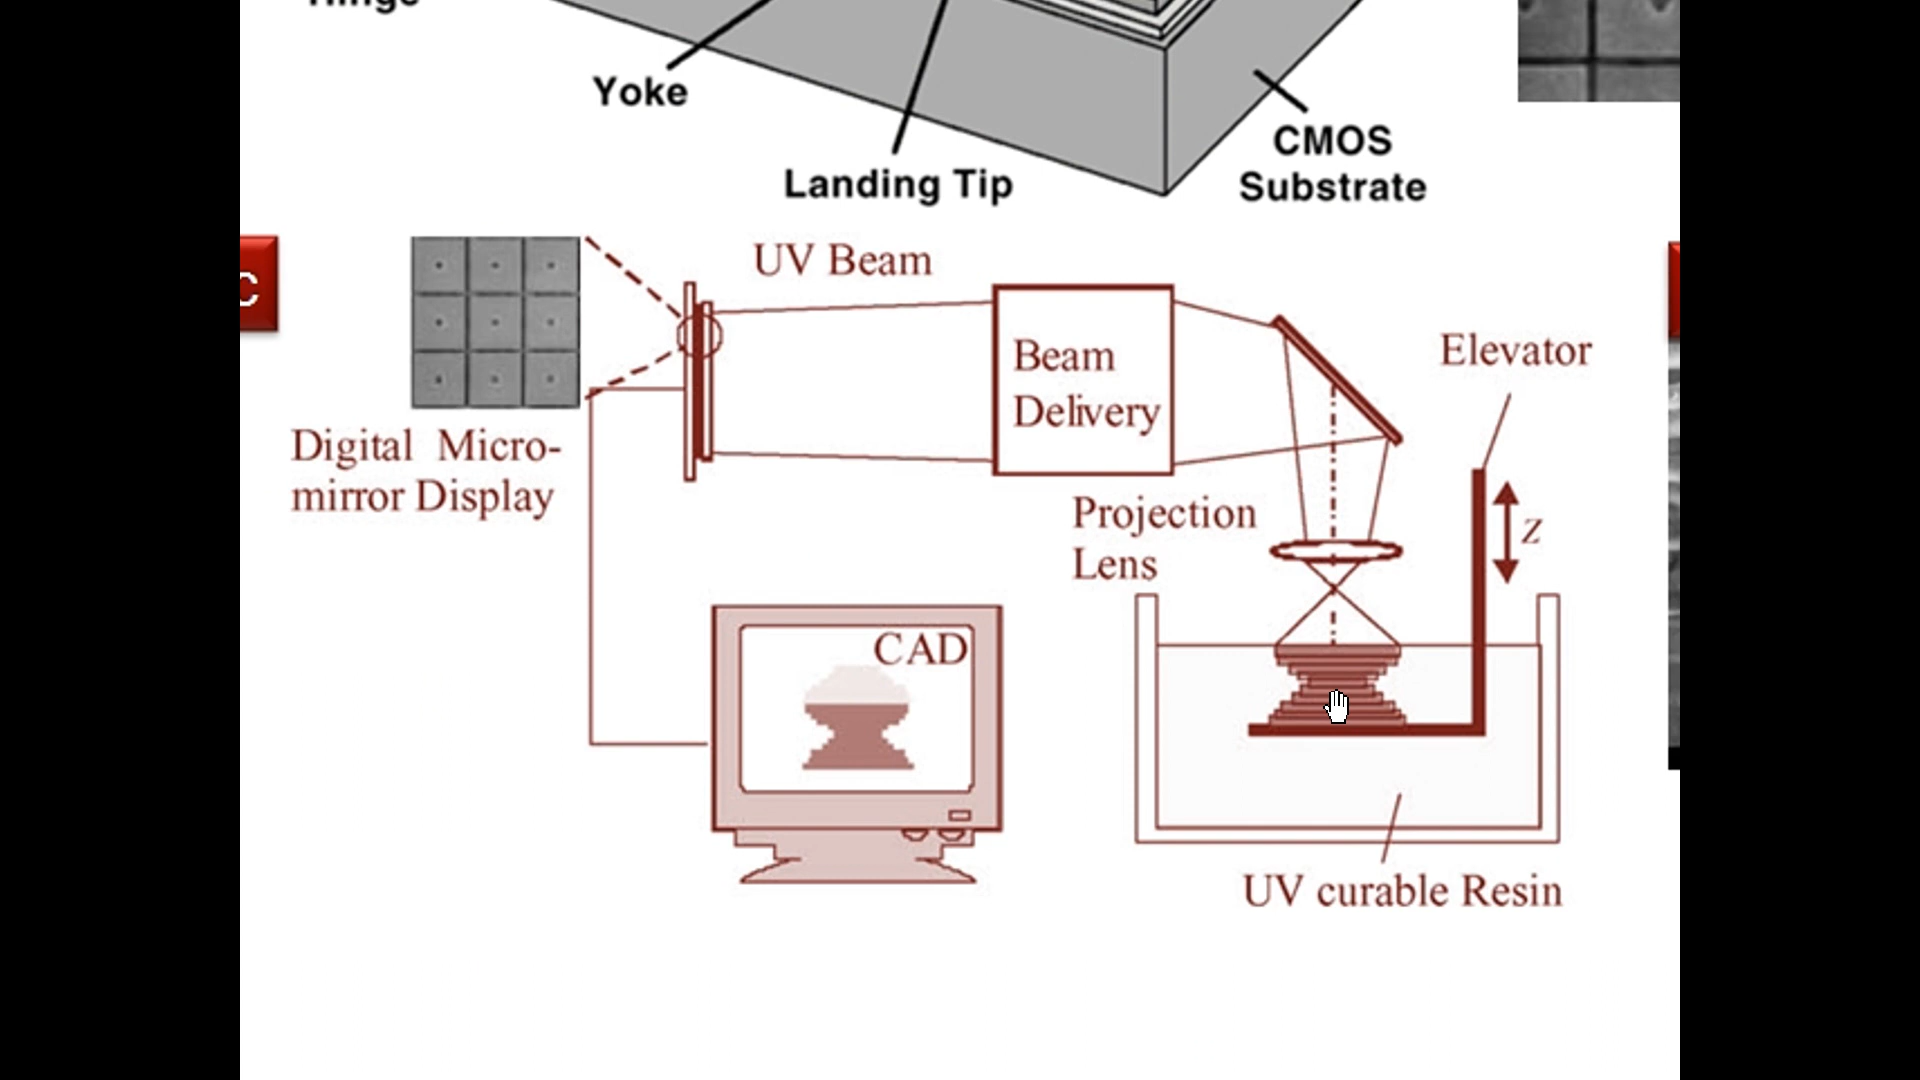 Hinge
Yoke
Landing Tip
CMOS
Substrate
C
UV Beam
Beam
Delivery
Elevator
Digital Micro-
mirror Display
Projection
Lens
Z
CAD
UV curable Resin